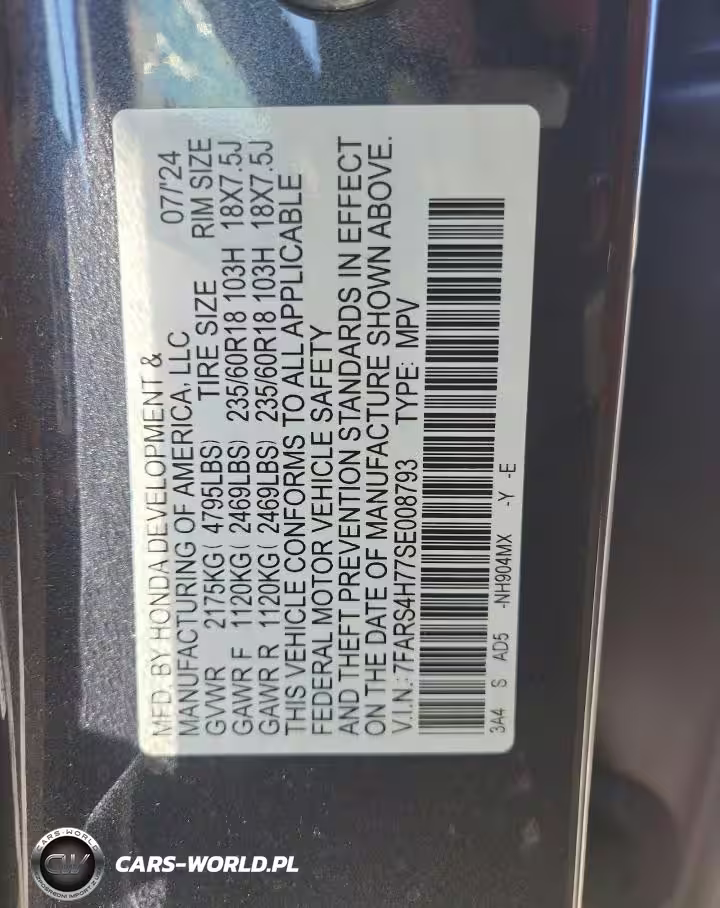 MFD. BY HONDA DEVELOPMENT &
MANUFACTURING OF AMERICA, LLC 07/'24
GVWR 2175KG( 4795LBS) TIRE SIZE RIM SIZE
GAWR F 1120KG( 2469LBS) 235/60R18 103H 18X7.5J
GAWR R 1120KG( 2469LBS) 235/60R18 103H 18X7.5J
THIS VEHICLE CONFORMS TO ALL APPLICABLE
FEDERAL MOTOR VEHICLE SAFETY
AND THEFT PREVENTION STANDARDS IN EFFECT
ON THE DATE OF MANUFACTURE SHOWN ABOVE.
V.I.N.: 7FARS4H77SE008793 TYPE: MPV
3A4 S AD5 -NH904MX -Y -E
CARS-WORLD
CW
CARS-WORLD.PL